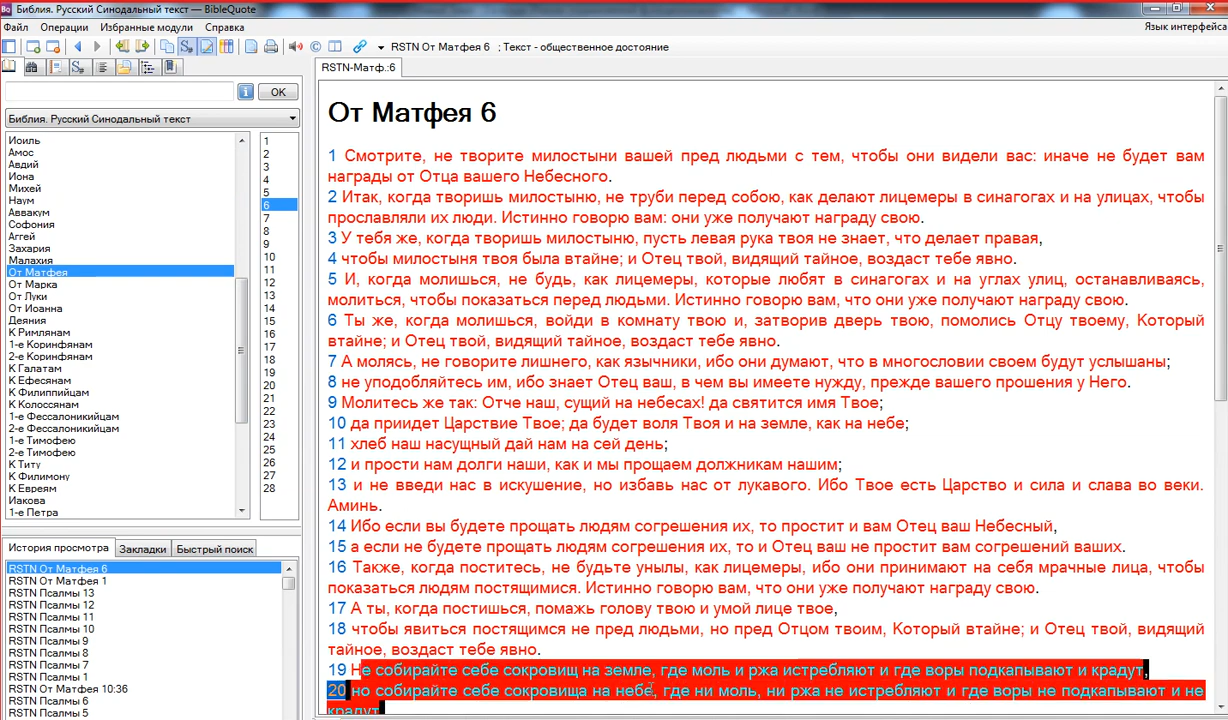 Библия. Русский Синодальный текст — BibleQuote
Файл Операции Избранные модули Справка Язык интерфейса
RSTN От Матфея 6 ; Текст - общественное достояние
RSTN-Матф.:6
OK
Библия. Русский Синодальный текст
Иоиль
Амос
Авдий
Иона
Михей
Наум
Аввакум
Софония
Аггей
Захария
Малахия
От Матфея
От Марка
От Луки
От Иоанна
Деяния
К Римлянам
1-е Коринфянам
2-е Коринфянам
К Галатам
К Ефесянам
К Филиппийцам
К Колоссянам
1-е Фессалоникийцам
2-е Фессалоникийцам
1-е Тимофею
2-е Тимофею
К Титу
К Филимону
К Евреям
Иакова
1-е Петра
1
2
3
4
5
6
7
8
9
10
11
12
13
14
15
16
17
18
19
20
21
22
23
24
25
26
27
28
История просмотра Закладки Быстрый поиск
RSTN От Матфея 6
RSTN От Матфея 1
RSTN Псалмы 13
RSTN Псалмы 12
RSTN Псалмы 11
RSTN Псалмы 10
RSTN Псалмы 9
RSTN Псалмы 8
RSTN Псалмы 7
RSTN Псалмы 1
RSTN От Матфея 10:36
RSTN Псалмы 6
RSTN Псалмы 5
От Матфея 6
1 Смотрите, не творите милостыни вашей пред людьми с тем, чтобы они видели вас: иначе не будет вам
награды от Отца вашего Небесного.
2 Итак, когда творишь милостыню, не труби перед собою, как делают лицемеры в синагогах и на улицах, чтобы
прославляли их люди. Истинно говорю вам: они уже получают награду свою.
3 У тебя же, когда творишь милостыню, пусть левая рука твоя не знает, что делает правая,
4 чтобы милостыня твоя была втайне; и Отец твой, видящий тайное, воздаст тебе явно.
5 И, когда молишься, не будь, как лицемеры, которые любят в синагогах и на углах улиц, останавливаясь,
молиться, чтобы показаться перед людьми. Истинно говорю вам, что они уже получают награду свою.
6 Ты же, когда молишься, войди в комнату твою и, затворив дверь твою, помолись Отцу твоему, Который
втайне; и Отец твой, видящий тайное, воздаст тебе явно.
7 А молясь, не говорите лишнего, как язычники, ибо они думают, что в многословии своем будут услышаны;
8 не уподобляйтесь им, ибо знает Отец ваш, в чем вы имеете нужду, прежде вашего прошения у Него.
9 Молитесь же так: Отче наш, сущий на небесах! да святится имя Твое;
10 да приидет Царствие Твое; да будет воля Твоя и на земле, как на небе;
11 хлеб наш насущный дай нам на сей день;
12 и прости нам долги наши, как и мы прощаем должникам нашим;
13 и не введи нас в искушение, но избавь нас от лукавого. Ибо Твое есть Царство и сила и слава во веки.
Аминь.
14 Ибо если вы будете прощать людям согрешения их, то простит и вам Отец ваш Небесный,
15 а если не будете прощать людям согрешения их, то и Отец ваш не простит вам согрешений ваших.
16 Также, когда поститесь, не будьте унылы, как лицемеры, ибо они принимают на себя мрачные лица, чтобы
показаться людям постящимися. Истинно говорю вам, что они уже получают награду свою.
17 А ты, когда постишься, помажь голову твою и умой лице твое,
18 чтобы явиться постящимся не пред людьми, но пред Отцом твоим, Который втайне; и Отец твой, видящий
тайное, воздаст тебе явно.
19 Не собирайте себе сокровищ на земле, где моль и ржа истребляют и где воры подкапывают и крадут,
20 но собирайте себе сокровища на небе, где ни моль, ни ржа не истребляют и где воры не подкапывают и не
крадут